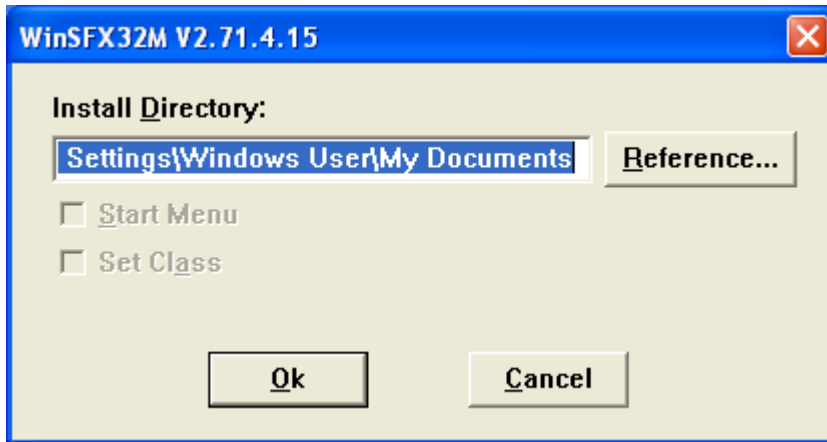 WinSFX32M V2.71.4.15
Install Directory:
Settings\Windows User\My Documents
Reference...
Start Menu
Set Class
Ok
Cancel